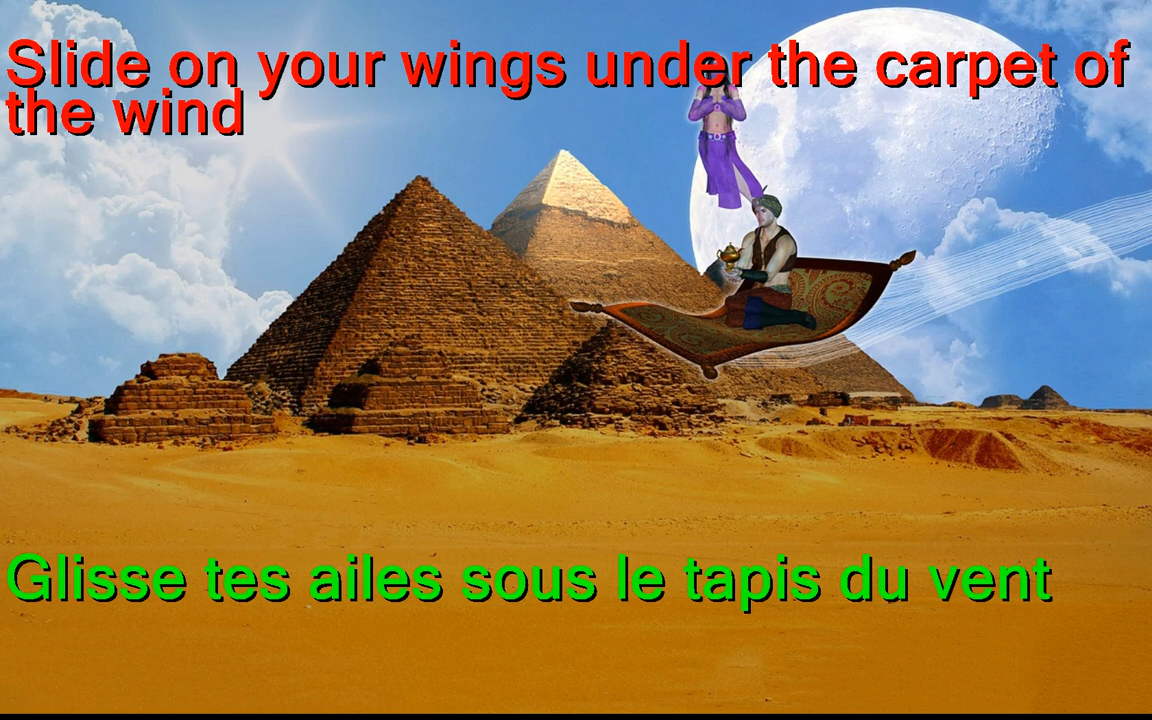 Slide on your wings under the carpet of
the wind
Glisse tes ailes sous le tapis du vent